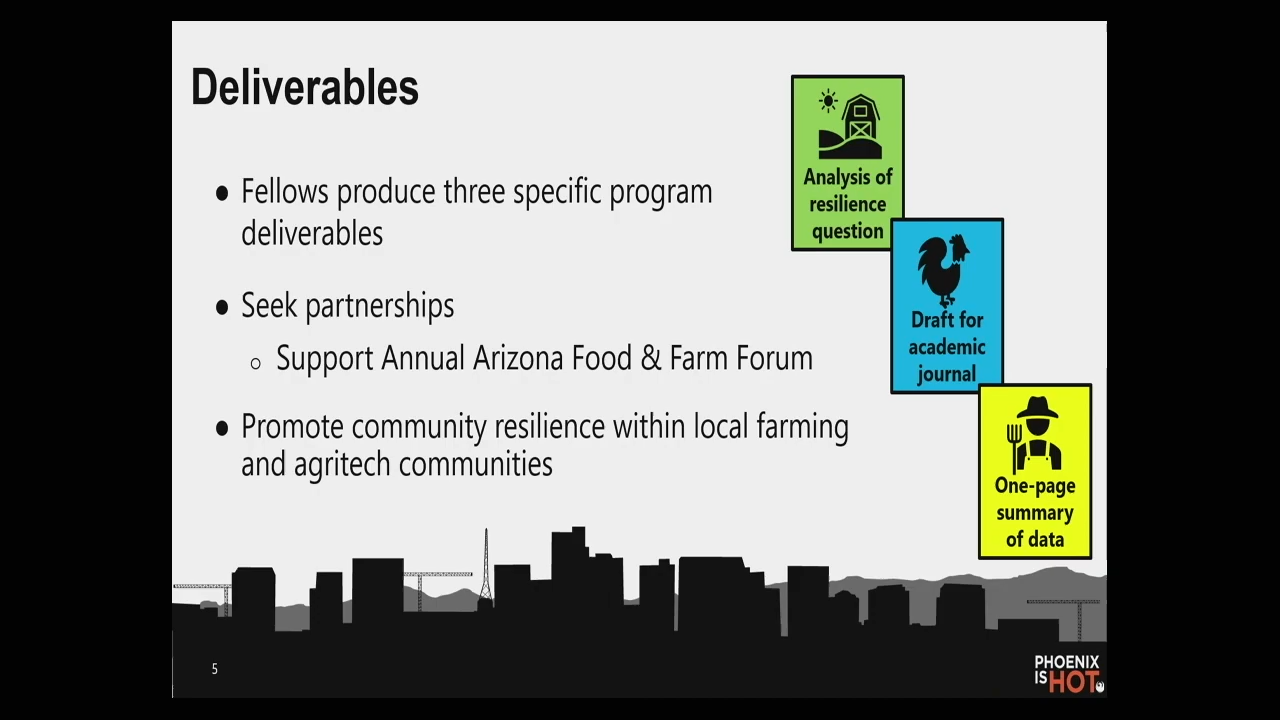 Deliverables
● Fellows produce three specific program
deliverables
● Seek partnerships
○ Support Annual Arizona Food & Farm Forum
● Promote community resilience within local farming
and agritech communities
Analysis of
resilience
question
Draft for
academic
journal
One-page
summary
of data
5
PHOENIX
IS HOT